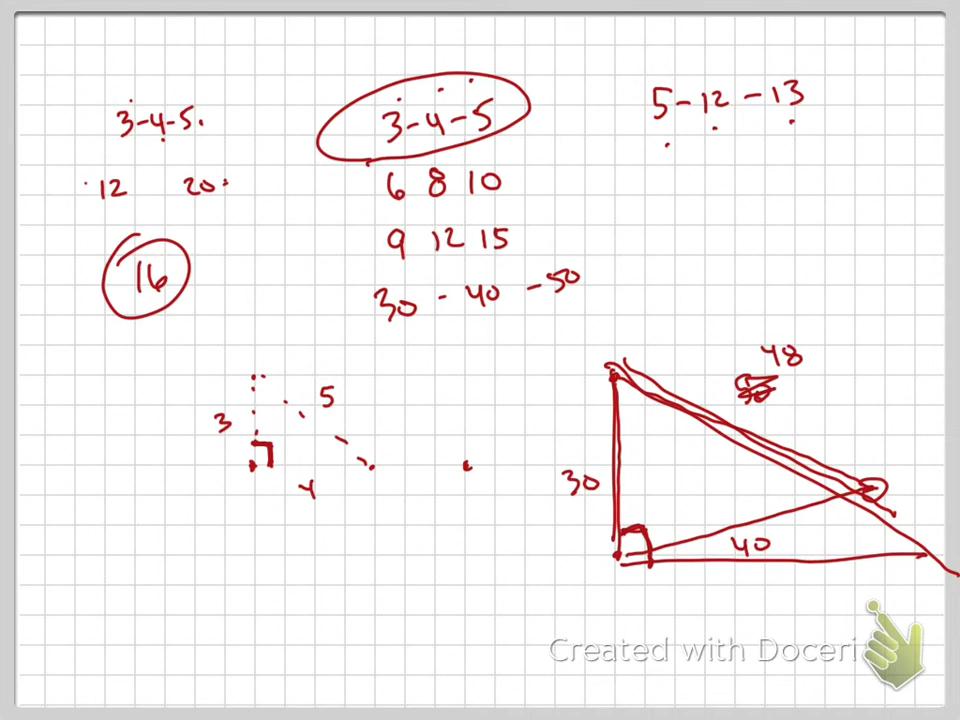 3-4-5.
12 20
16
3-4-5
6 8 10
9 12 15
30 - 40 - 50
5-12-13
3
5
4
48
30
40
Created with Doceri